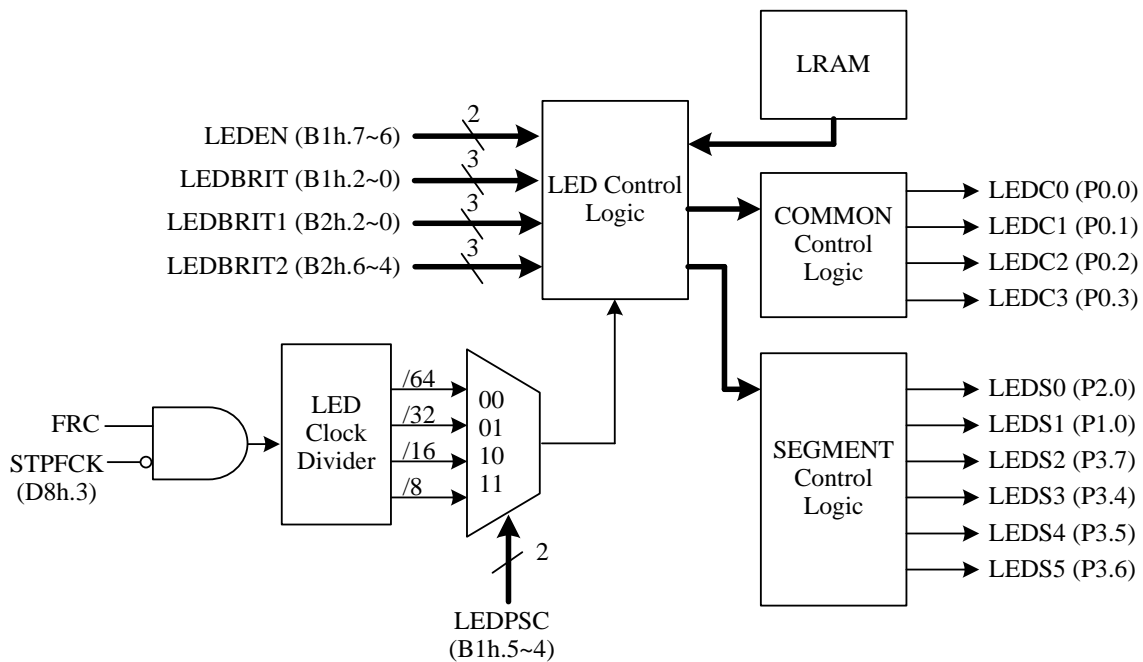 LRAM
2
LEDEN (B1h.7~6)
3
LEDBRIT (B1h.2~0)
3
LEDBRIT1 (B2h.2~0)
3
LEDBRIT2 (B2h.6~4)
LED Control
Logic
COMMON
Control
Logic
LEDC0 (P0.0)
LEDC1 (P0.1)
LEDC2 (P0.2)
LEDC3 (P0.3)
FRC
STPFCK
(D8h.3)
LED
Clock
Divider
/64
/32
/16
/8
00
01
10
11
2
LEDPSC
(B1h.5~4)
SEGMENT
Control
Logic
LEDS0 (P2.0)
LEDS1 (P1.0)
LEDS2 (P3.7)
LEDS3 (P3.4)
LEDS4 (P3.5)
LEDS5 (P3.6)